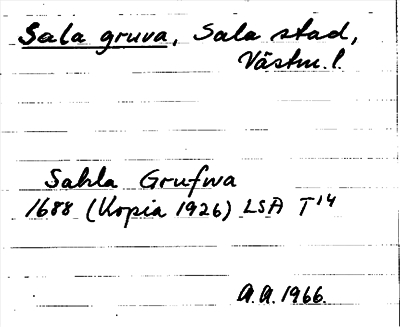 Sala gruva, Sala stad,
Västm. l.
Sahla Grufwa
1688 (Kopia 1926) LSA T14
A.A. 1966.